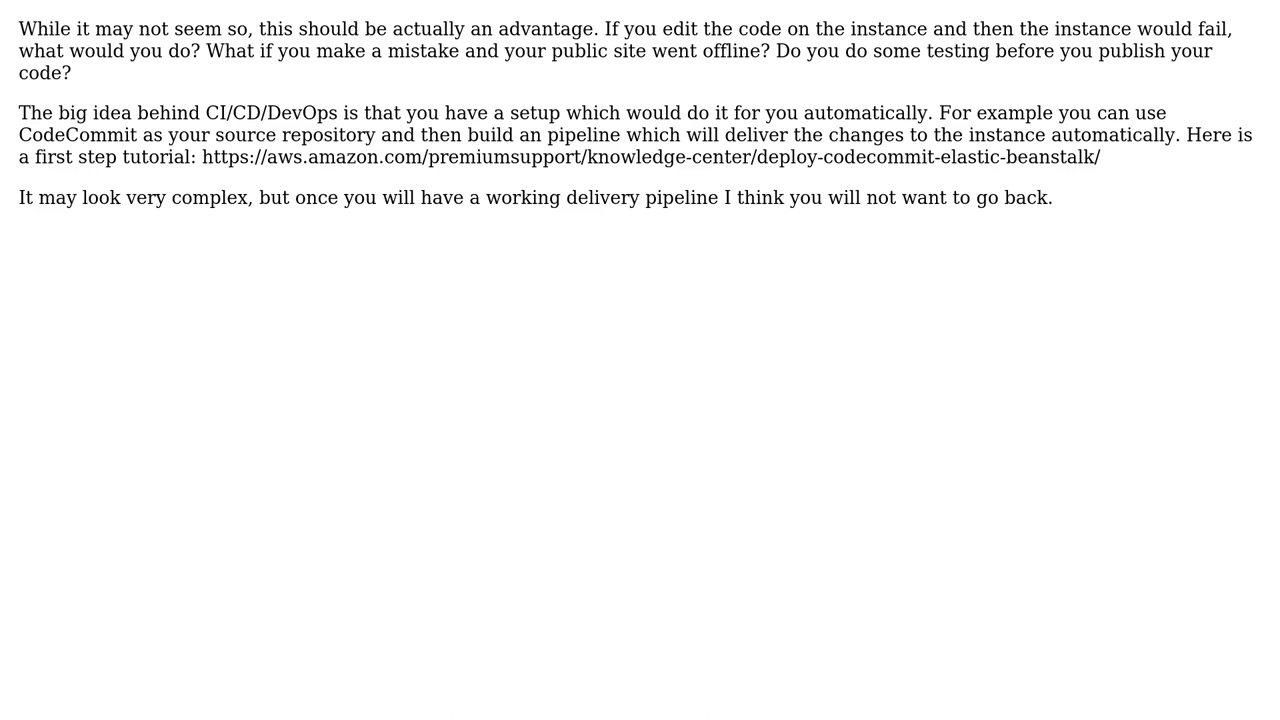 While it may not seem so, this should be actually an advantage. If you edit the code on the instance and then the instance would fail,
what would you do? What if you make a mistake and your public site went offline? Do you do some testing before you publish your
code?
The big idea behind CI/CD/DevOps is that you have a setup which would do it for you automatically. For example you can use
CodeCommit as your source repository and then build an pipeline which will deliver the changes to the instance automatically. Here is
a first step tutorial: https://aws.amazon.com/premiumsupport/knowledge-center/deploy-codecommit-elastic-beanstalk/
It may look very complex, but once you will have a working delivery pipeline I think you will not want to go back.